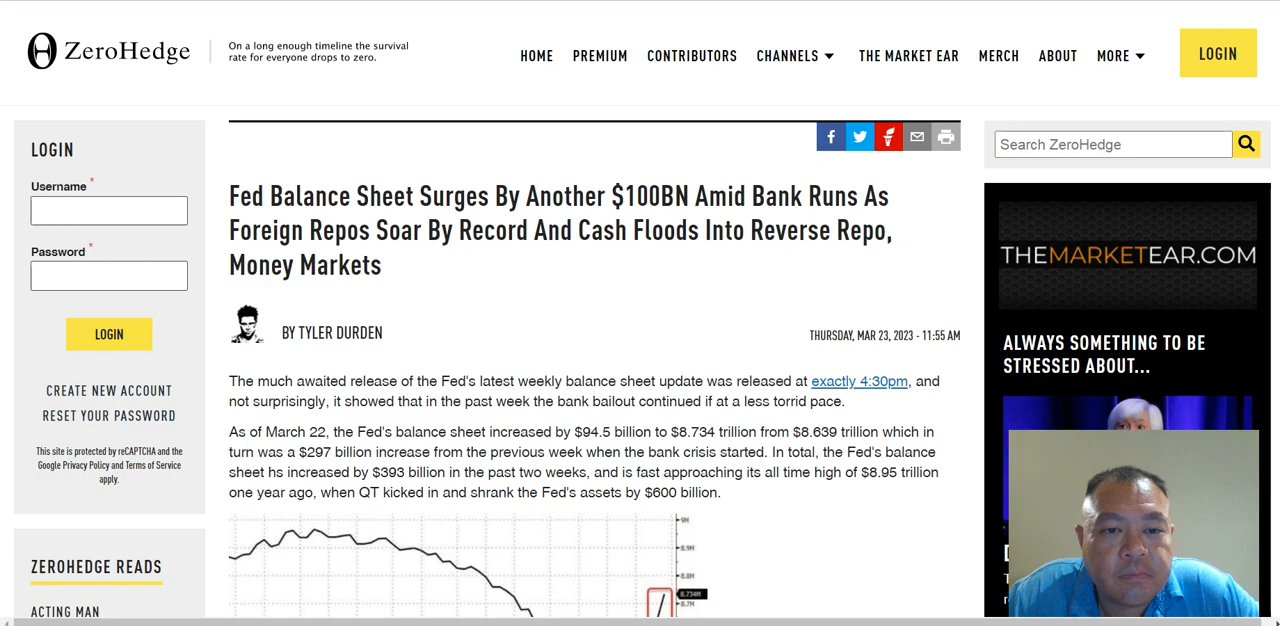 ZeroHedge
On a long enough timeline the survival
rate for everyone drops to zero.
HOME PREMIUM CONTRIBUTORS CHANNELS THE MARKET EAR MERCH ABOUT MORE
LOGIN
LOGIN
Username *
Password *
LOGIN
CREATE NEW ACCOUNT
RESET YOUR PASSWORD
This site is protected by reCAPTCHA and the
Google Privacy Policy and Terms of Service
apply.
ZEROHEDGE READS
ACTING MAN
Fed Balance Sheet Surges By Another $100BN Amid Bank Runs As
Foreign Repos Soar By Record And Cash Floods Into Reverse Repo,
Money Markets
BY TYLER DURDEN
THURSDAY, MAR 23, 2023 - 11:55 AM
The much awaited release of the Fed's latest weekly balance sheet update was released at exactly 4:30pm, and
not surprisingly, it showed that in the past week the bank bailout continued if at a less torrid pace.
As of March 22, the Fed's balance sheet increased by $94.5 billion to $8.734 trillion from $8.639 trillion which in
turn was a $297 billion increase from the previous week when the bank crisis started. In total, the Fed's balance
sheet hs increased by $393 billion in the past two weeks, and is fast approaching its all time high of $8.95 trillion
one year ago, when QT kicked in and shrank the Fed's assets by $600 billion.
9M
8.9M
8.8M
8.734M
8.7M
Search ZeroHedge
THEMARKETEAR.COM
ALWAYS SOMETHING TO BE
STRESSED ABOUT...